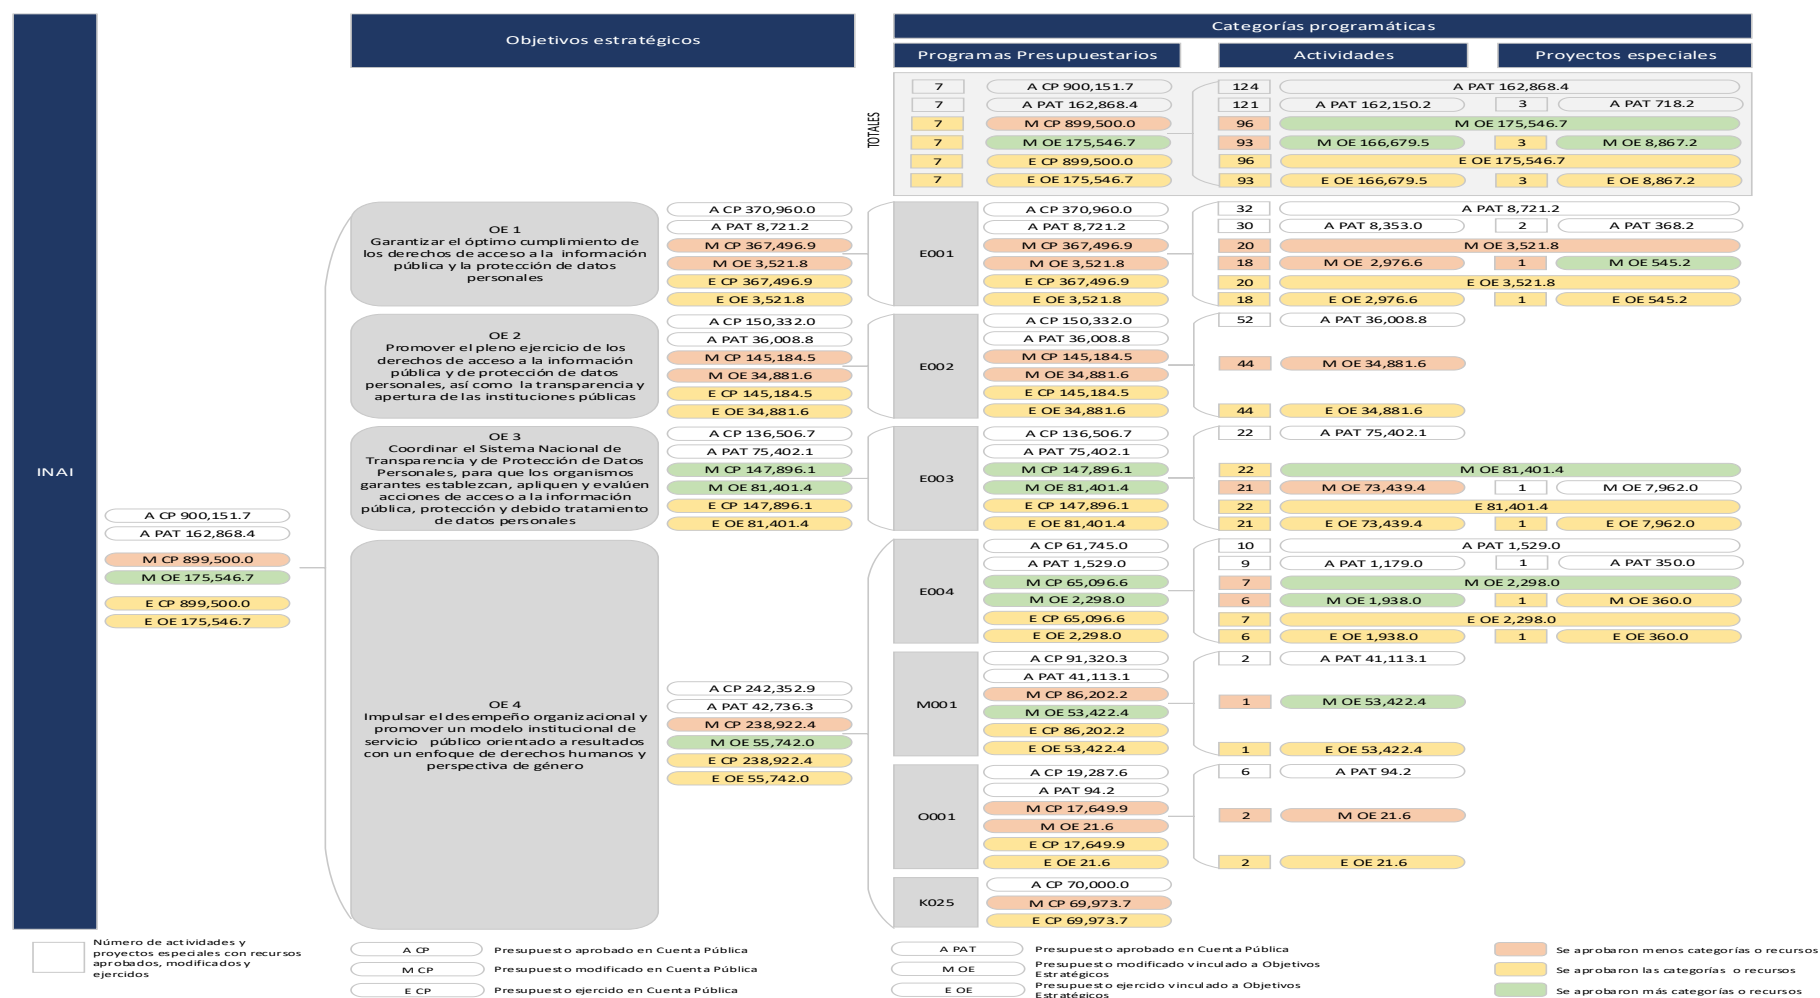 Objetivos estratégicos
Categorías programáticas
Programas Presupuestarios
Actividades
Proyectos especiales
TOTALES
7
A CP 900,151.7
124
A PAT 162,868.4
7
A PAT 162,868.4
121
A PAT 162,150.2
3
A PAT 718.2
7
M CP 899,500.0
96
M OE 175,546.7
7
M OE 175,546.7
93
M OE 166,679.5
3
M OE 8,867.2
7
E CP 899,500.0
96
E OE 175,546.7
7
E OE 175,546.7
93
E OE 166,679.5
3
E OE 8,867.2
INAI
A CP 900,151.7
A PAT 162,868.4
M CP 899,500.0
M OE 175,546.7
E CP 899,500.0
E OE 175,546.7
OE 1
Garantizar el óptimo cumplimiento de
los derechos de acceso a la información
pública y la protección de datos
personales
A CP 370,960.0
A PAT 8,721.2
M CP 367,496.9
M OE 3,521.8
E CP 367,496.9
E OE 3,521.8
E001
A CP 370,960.0
A PAT 8,721.2
M CP 367,496.9
M OE 3,521.8
E CP 367,496.9
E OE 3,521.8
32
A PAT 8,721.2
30
A PAT 8,353.0
2
A PAT 368.2
20
M OE 3,521.8
18
M OE 2,976.6
1
M OE 545.2
20
E OE 3,521.8
18
E OE 2,976.6
1
E OE 545.2
OE 2
Promover el pleno ejercicio de los
derechos de acceso a la información
pública y de protección de datos
personales, así como la transparencia y
apertura de las instituciones públicas
A CP 150,332.0
A PAT 36,008.8
M CP 145,184.5
M OE 34,881.6
E CP 145,184.5
E OE 34,881.6
E002
A CP 150,332.0
A PAT 36,008.8
M CP 145,184.5
M OE 34,881.6
E CP 145,184.5
E OE 34,881.6
52
A PAT 36,008.8
44
M OE 34,881.6
44
E OE 34,881.6
OE 3
Coordinar el Sistema Nacional de
Transparencia y de Protección de Datos
Personales, para que los organismos
garantes establezcan, apliquen y evalúen
acciones de acceso a la información
pública, protección y debido tratamiento
de datos personales
A CP 136,506.7
A PAT 75,402.1
M CP 147,896.1
M OE 81,401.4
E CP 147,896.1
E OE 81,401.4
E003
A CP 136,506.7
A PAT 75,402.1
M CP 147,896.1
M OE 81,401.4
E CP 147,896.1
E OE 81,401.4
22
A PAT 75,402.1
22
M OE 81,401.4
21
M OE 73,439.4
1
M OE 7,962.0
22
E 81,401.4
21
E OE 73,439.4
1
E OE 7,962.0
OE 4
Impulsar el desempeño organizacional y
promover un modelo institucional de
servicio público orientado a resultados
con un enfoque de derechos humanos y
perspectiva de género
A CP 242,352.9
A PAT 42,736.3
M CP 238,922.4
M OE 55,742.0
E CP 238,922.4
E OE 55,742.0
E004
A CP 61,745.0
A PAT 1,529.0
M CP 65,096.6
M OE 2,298.0
E CP 65,096.6
E OE 2,298.0
10
A PAT 1,529.0
9
A PAT 1,179.0
1
A PAT 350.0
7
M OE 2,298.0
6
M OE 1,938.0
1
M OE 360.0
7
E OE 2,298.0
6
E OE 1,938.0
1
E OE 360.0
M001
A CP 91,320.3
A PAT 41,113.1
M CP 86,202.2
M OE 53,422.4
E CP 86,202.2
E OE 53,422.4
2
A PAT 41,113.1
1
M OE 53,422.4
1
E OE 53,422.4
O001
A CP 19,287.6
A PAT 94.2
M CP 17,649.9
M OE 21.6
E CP 17,649.9
E OE 21.6
6
A PAT 94.2
2
M OE 21.6
2
E OE 21.6
K025
A CP 70,000.0
M CP 69,973.7
E CP 69,973.7
Número de actividades y
proyectos especiales con recursos
aprobados, modificados y
ejercidos
A CP
Presupuesto aprobado en Cuenta Pública
M CP
Presupuesto modificado en Cuenta Pública
E CP
Presupuesto ejercido en Cuenta Pública
A PAT
Presupuesto aprobado en Cuenta Pública
M OE
Presupuesto modificado vinculado a Objetivos
Estratégicos
E OE
Presupuesto ejercido vinculado a Objetivos
Estratégicos
Se aprobaron menos categorías o recursos
Se aprobaron las categorías o recursos
Se aprobaron más categorías o recursos